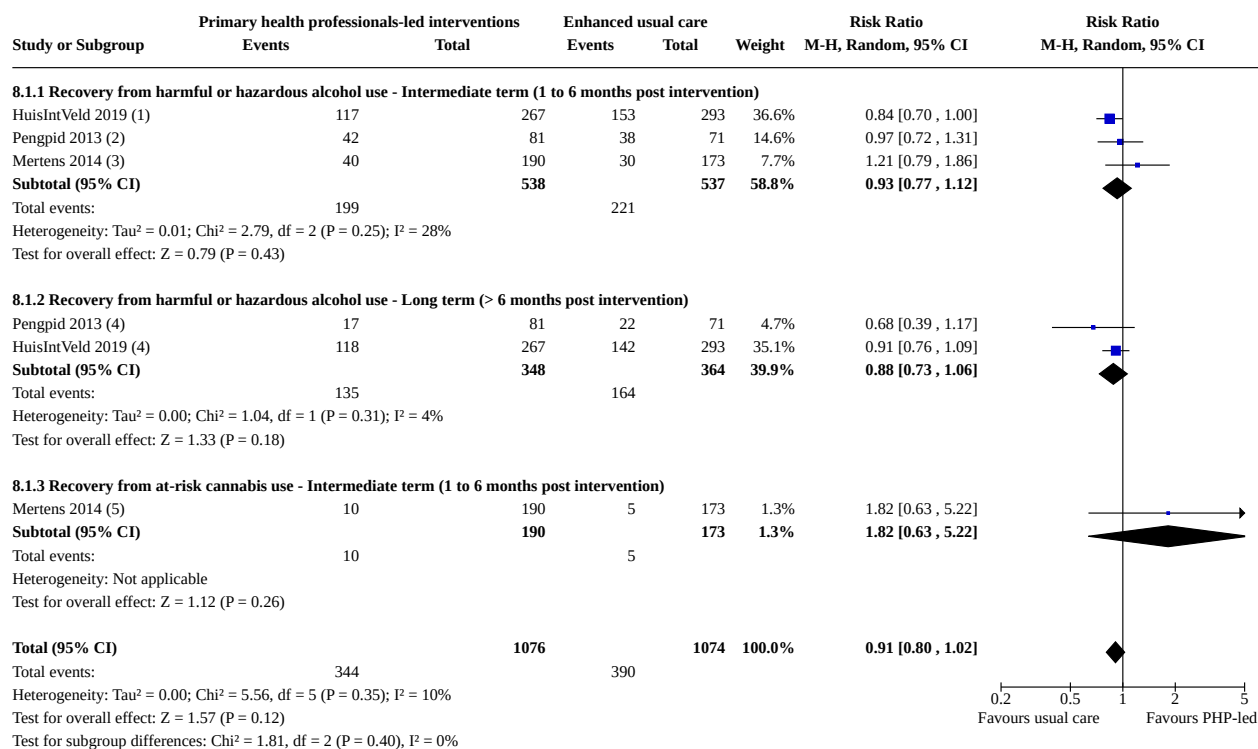 Primary health professionals-led interventions Enhanced usual care Risk Ratio Risk Ratio
Study or Subgroup Events Total Events Total Weight M-H, Random, 95% CI M-H, Random, 95% CI
8.1.1 Recovery from harmful or hazardous alcohol use - Intermediate term (1 to 6 months post intervention)
HuisIntVeld 2019 (1) 117 267 153 293 36.6% 0.84 [0.70 , 1.00]
Pengpid 2013 (2) 42 81 38 71 14.6% 0.97 [0.72 , 1.31]
Mertens 2014 (3) 40 190 30 173 7.7% 1.21 [0.79 , 1.86]
Subtotal (95% CI) 538 537 58.8% 0.93 [0.77 , 1.12]
Total events: 199 221
Heterogeneity: Tau² = 0.01; Chi² = 2.79, df = 2 (P = 0.25); I² = 28%
Test for overall effect: Z = 0.79 (P = 0.43)
8.1.2 Recovery from harmful or hazardous alcohol use - Long term (> 6 months post intervention)
Pengpid 2013 (4) 17 81 22 71 4.7% 0.68 [0.39 , 1.17]
HuisIntVeld 2019 (4) 118 267 142 293 35.1% 0.91 [0.76 , 1.09]
Subtotal (95% CI) 348 364 39.9% 0.88 [0.73 , 1.06]
Total events: 135 164
Heterogeneity: Tau² = 0.00; Chi² = 1.04, df = 1 (P = 0.31); I² = 4%
Test for overall effect: Z = 1.33 (P = 0.18)
8.1.3 Recovery from at-risk cannabis use - Intermediate term (1 to 6 months post intervention)
Mertens 2014 (5) 10 190 5 173 1.3% 1.82 [0.63 , 5.22]
Subtotal (95% CI) 190 173 1.3% 1.82 [0.63 , 5.22]
Total events: 10 5
Heterogeneity: Not applicable
Test for overall effect: Z = 1.12 (P = 0.26)
Total (95% CI) 1076 1074 100.0% 0.91 [0.80 , 1.02]
Total events: 344 390
Heterogeneity: Tau² = 0.00; Chi² = 5.56, df = 5 (P = 0.35); I² = 10%
0.2 0.5 1 2 5
Test for overall effect: Z = 1.57 (P = 0.12) Favours usual care Favours PHP-led
Test for subgroup differences: Chi² = 1.81, df = 2 (P = 0.40), I² = 0%